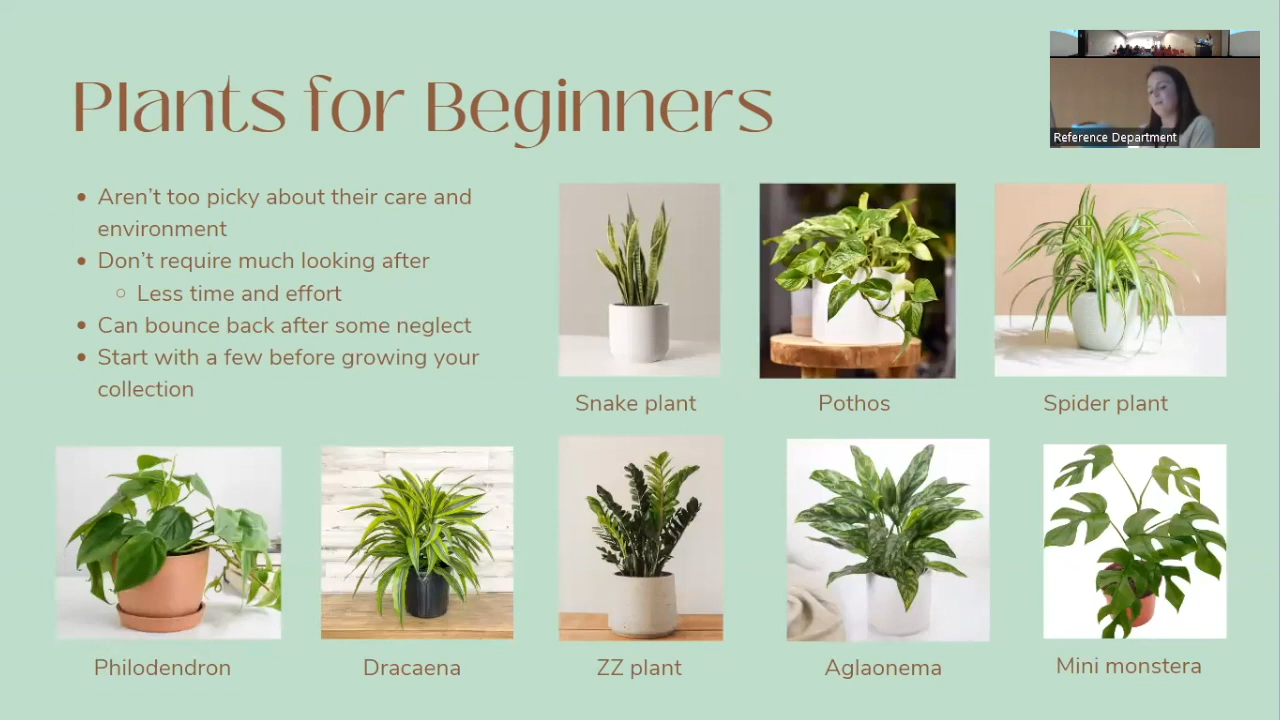 Plants for Beginners
Reference Department
• Aren’t too picky about their care and
environment
• Don’t require much looking after
○ Less time and effort
• Can bounce back after some neglect
• Start with a few before growing your
collection
Snake plant
Pothos
Spider plant
Philodendron
Dracaena
ZZ plant
Aglaonema
Mini monstera